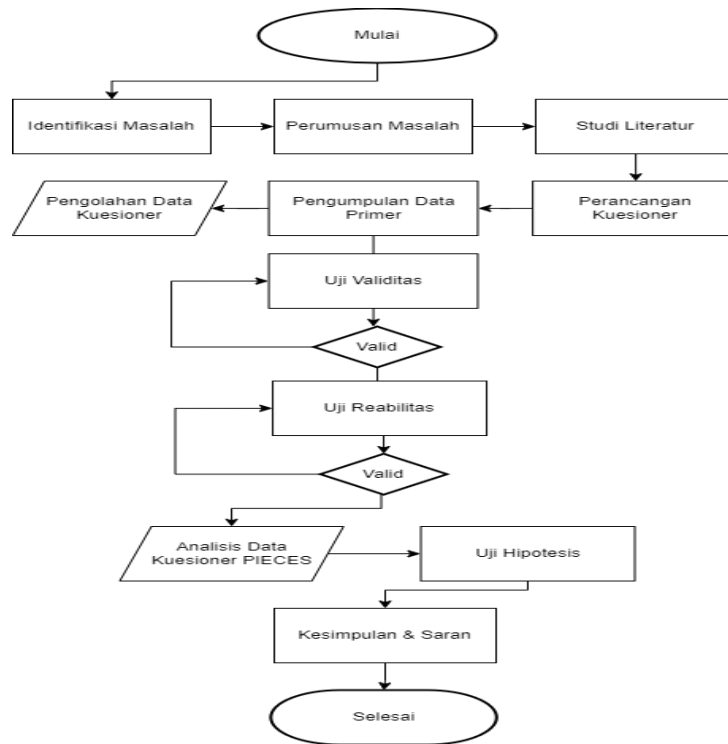 Mulai
Identifikasi Masalah
Perumusan Masalah
Studi Literatur
Pengolahan Data
Kuesioner
Pengumpulan Data
Primer
Perancangan
Kuesioner
Uji Validitas
Valid
Uji Reabilitas
Valid
Analisis Data
Kuesioner PIECES
Uji Hipotesis
Kesimpulan & Saran
Selesai